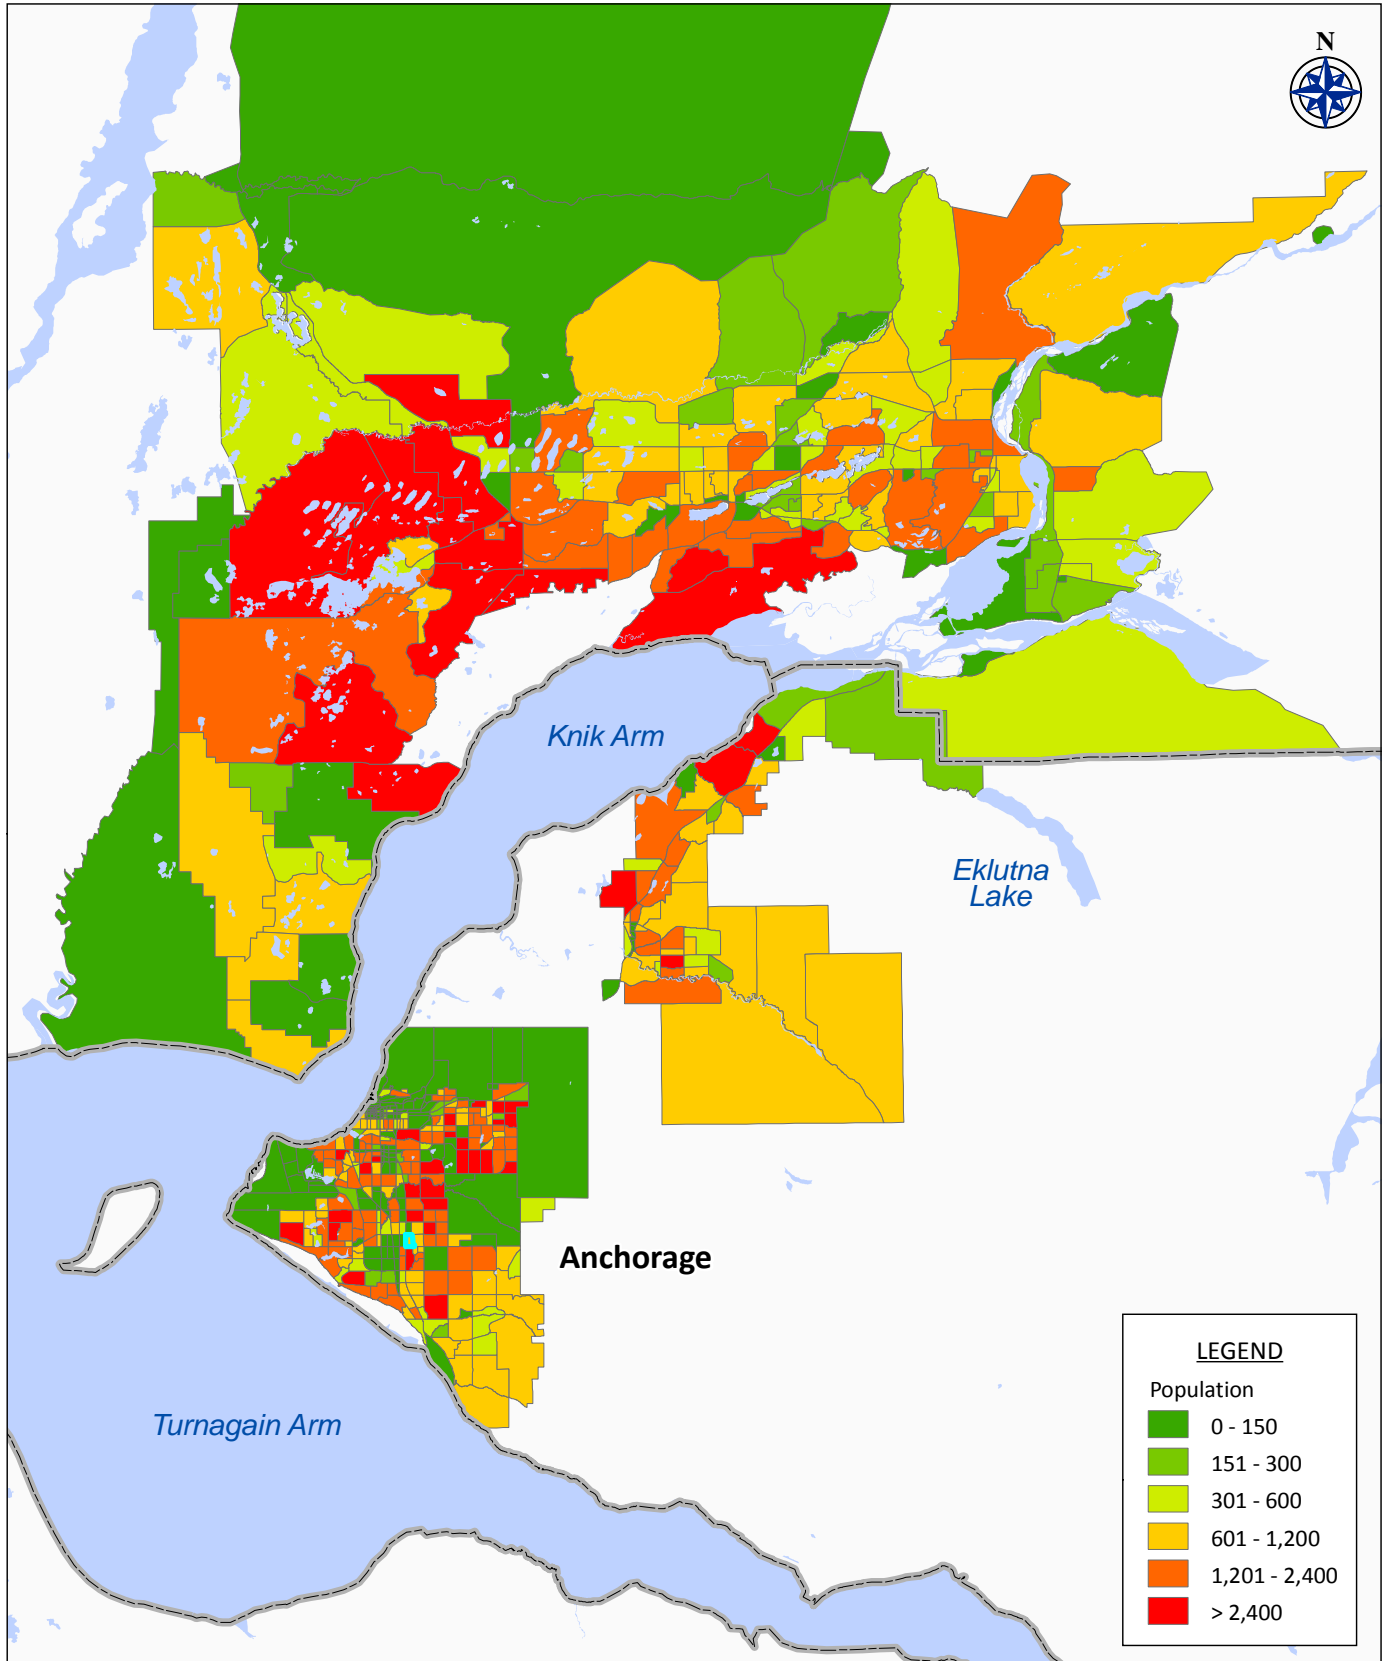 N
Knik Arm
Eklutna
Lake
Anchorage
Turnagain Arm
LEGEND
Population
0 - 150
151 - 300
301 - 600
601 - 1,200
1,201 - 2,400
> 2,400